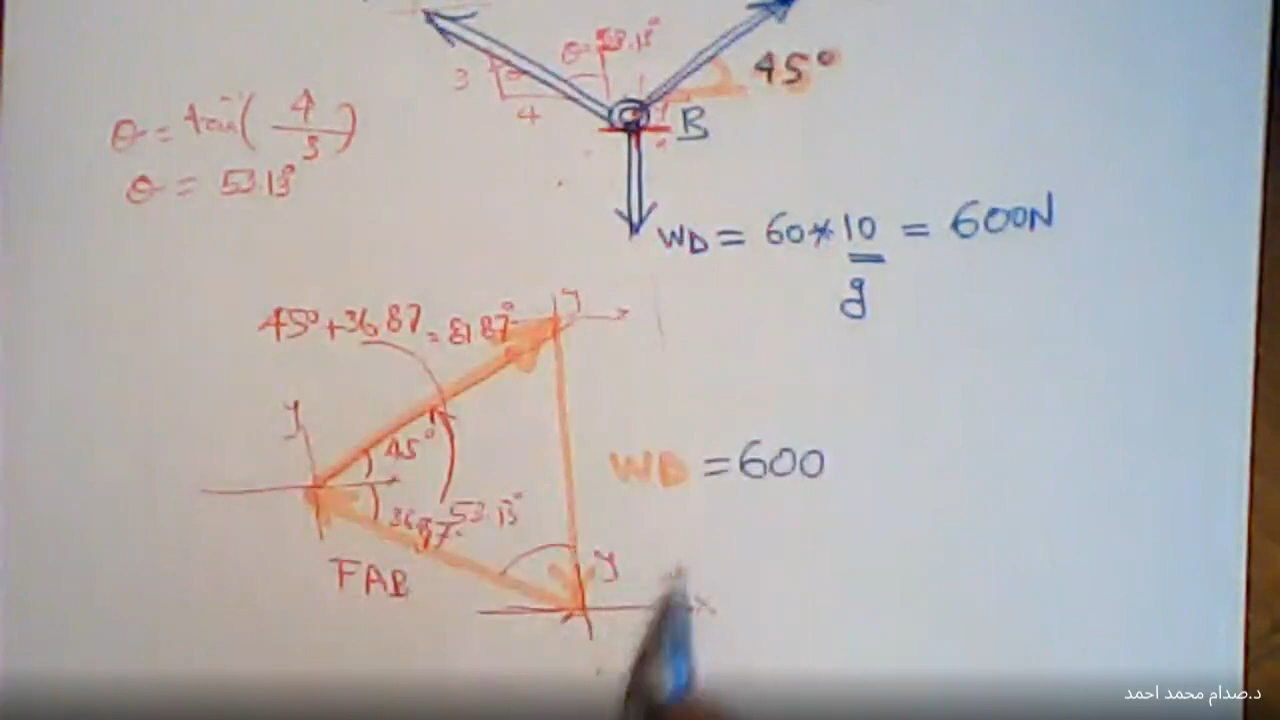 θ = 53.13°
45°
3
4
B
θ = tan⁻¹(4/3)
θ = 53.13°
WD = 60*10 = 600N
g
y
45°+36.87 = 81.87°
y
45°
WD = 600
36.87
53.13°
y
FAB
x
د.صدام محمد احمد